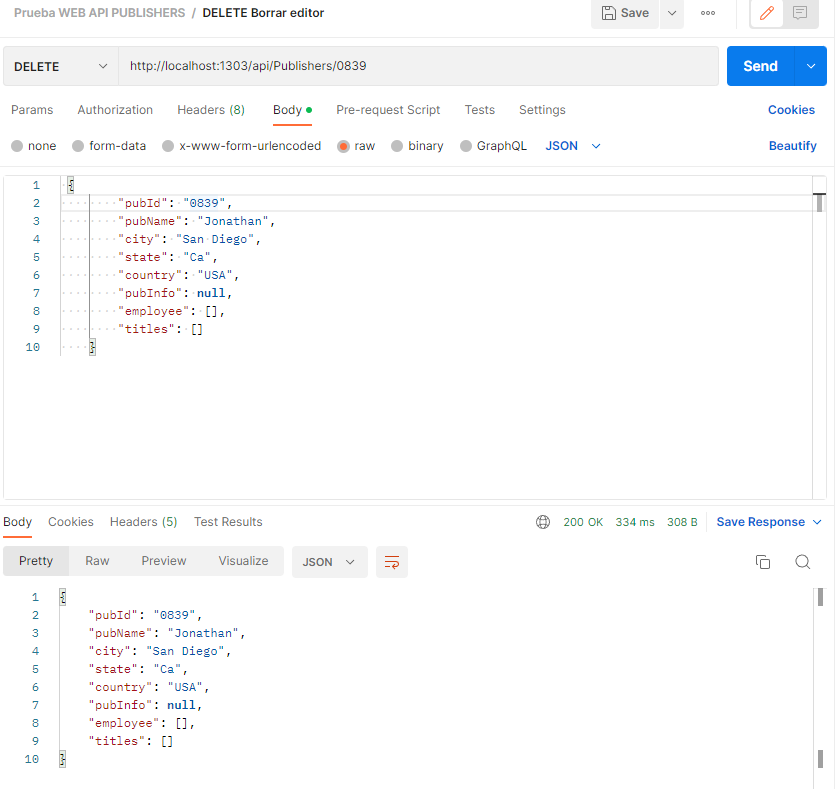 Prueba WEB API PUBLISHERS / DELETE Borrar editor Save
DELETE http://localhost:1303/api/Publishers/0839 Send
Params Authorization Headers (8) Body Pre-request Script Tests Settings Cookies
none form-data x-www-form-urlencoded raw binary GraphQL JSON Beautify
1 {
2 "pubId": "0839",
3 "pubName": "Jonathan",
4 "city": "San Diego",
5 "state": "Ca",
6 "country": "USA",
7 "pubInfo": null,
8 "employee": [],
9 "titles": []
10 }
Body Cookies Headers (5) Test Results 200 OK 334 ms 308 B Save Response
Pretty Raw Preview Visualize JSON
1 {
2 "pubId": "0839",
3 "pubName": "Jonathan",
4 "city": "San Diego",
5 "state": "Ca",
6 "country": "USA",
7 "pubInfo": null,
8 "employee": [],
9 "titles": []
10 }